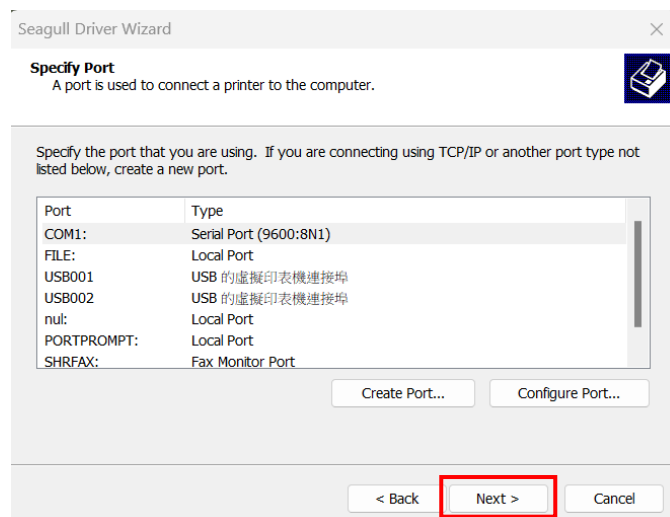 Seagull Driver Wizard
Specify Port
A port is used to connect a printer to the computer.
Specify the port that you are using.  If you are connecting using TCP/IP or another port type not
listed below, create a new port.
Port Type
COM1: Serial Port (9600:8N1)
FILE: Local Port
USB001 USB 的虛擬印表機連接埠
USB002 USB 的虛擬印表機連接埠
nul: Local Port
PORTPROMPT: Local Port
SHRFAX: Fax Monitor Port
Create Port... Configure Port...
< Back Next > Cancel